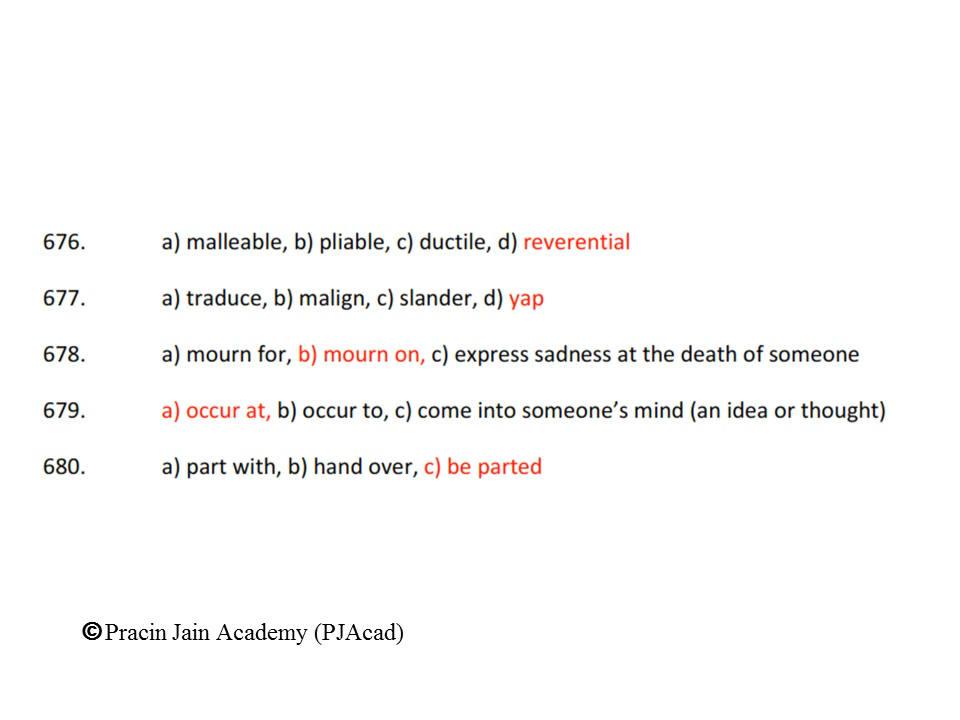 676. a) malleable, b) pliable, c) ductile, d) reverential
677. a) traduce, b) malign, c) slander, d) yap
678. a) mourn for, b) mourn on, c) express sadness at the death of someone
679. a) occur at, b) occur to, c) come into someone’s mind (an idea or thought)
680. a) part with, b) hand over, c) be parted
©Pracin Jain Academy (PJAcad)